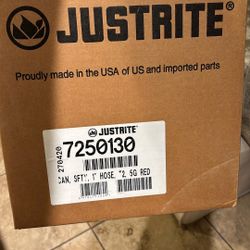 JUSTRITE
Proudly made in the USA of US and imported parts
JUSTRITE
270420
7250130
CAN, SFTY, 1" HOSE, T2, 5G RED